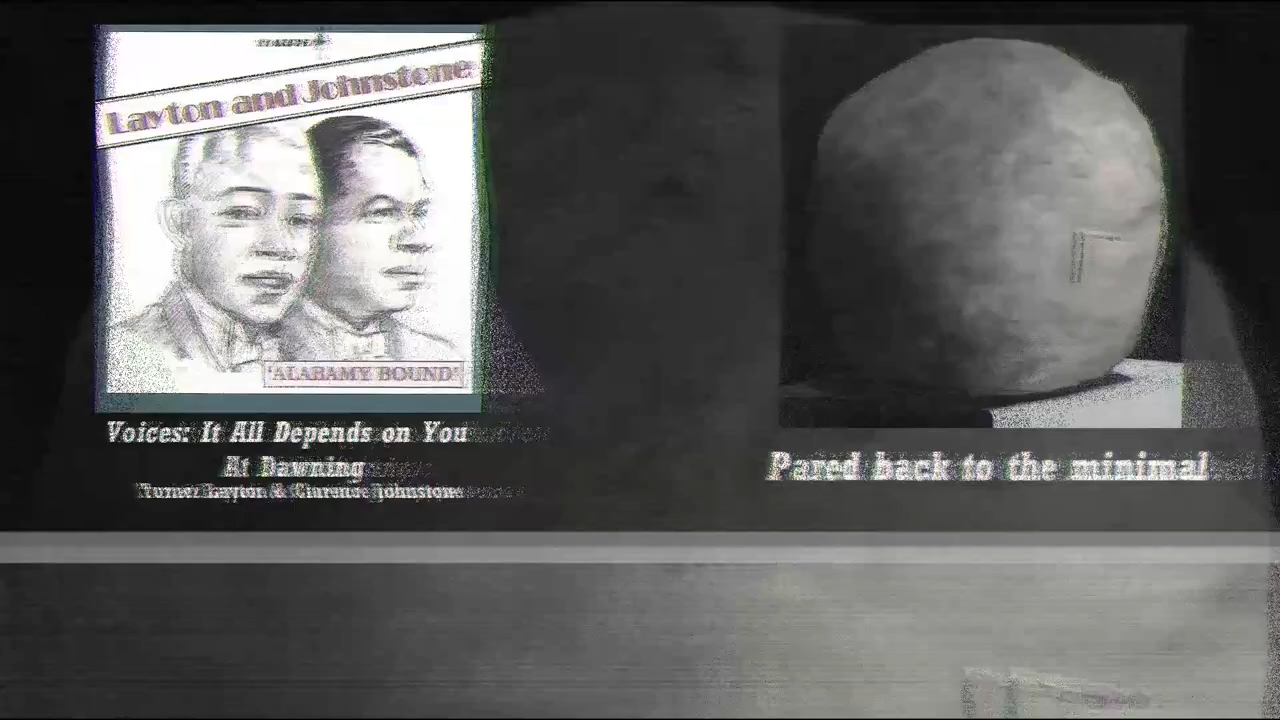 Layton and Johnstone
'ALABAMY BOUND'
Voices: It All Depends on You
At Dawning
Turner Layton & Clarence Johnstone
Pared back to the minimal